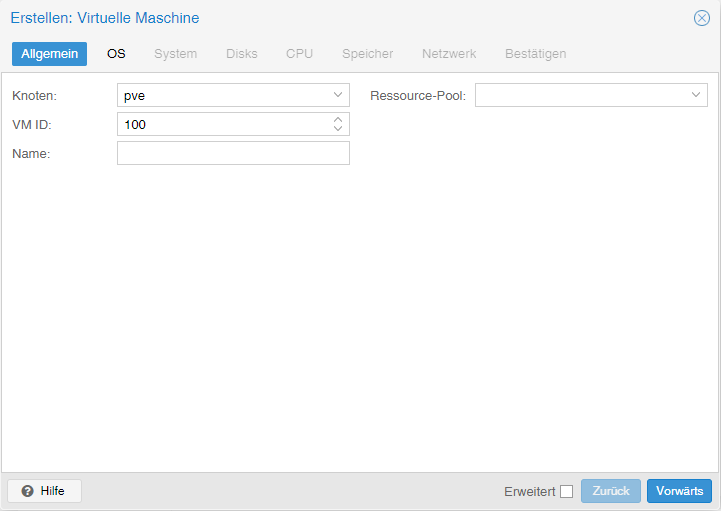 Erstellen: Virtuelle Maschine
Allgemein OS System Disks CPU Speicher Netzwerk Bestätigen
Knoten: pve Ressource-Pool:
VM ID: 100
Name:
Hilfe Erweitert Zurück Vorwärts